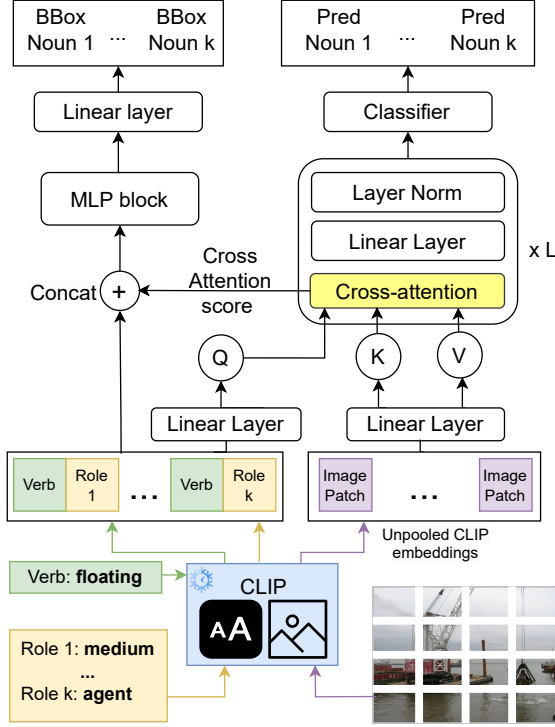 BBox BBox
Noun 1 ... Noun k
Pred Pred
Noun 1 ... Noun k
Linear layer
Classifier
MLP block
Layer Norm
Linear Layer
Cross-attention
x L
Cross
Attention
score
Concat +
Q
K
V
Linear Layer
Linear Layer
Verb Role 1 ... Verb Role k
Image Patch ... Image Patch
Unpooled CLIP
embeddings
Verb: floating
CLIP
AA
Role 1: medium
...
Role k: agent